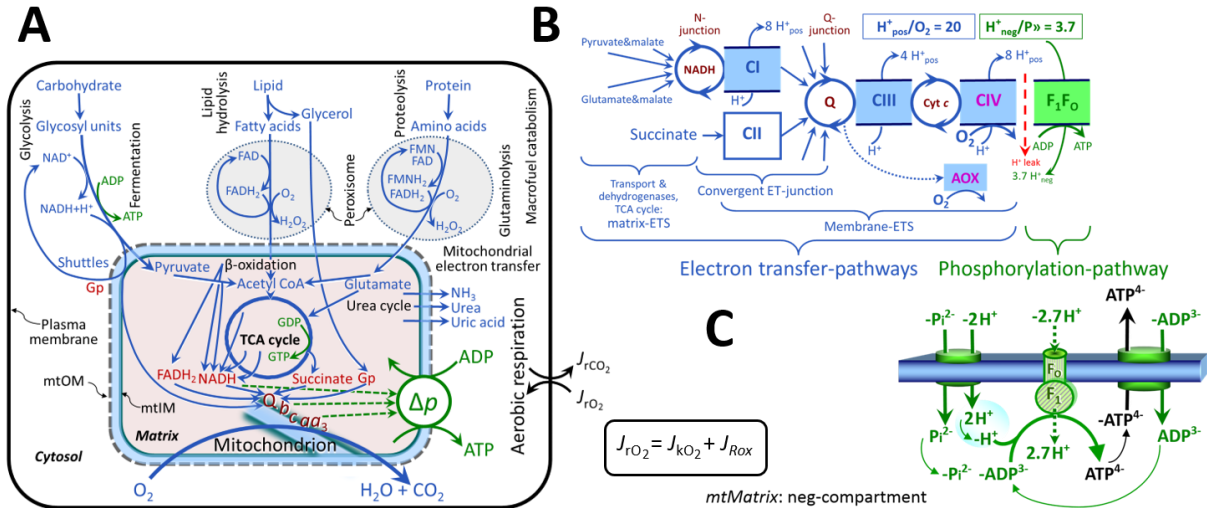 A
Carbohydrate
Lipid
Protein
Glycolysis
Lipid
hydrolysis
Glycerol
Proteolysis
Glycosyl units
Fatty acids
Amino acids
NAD⁺
ADP
Fermentation
FAD
FMN
FAD
Glutaminolysis
Macrofuel catabolism
NADH+H⁺
ATP
FADH₂
O₂
H₂O₂
Peroxisome
FMNH₂
FADH₂
O₂
H₂O₂
Mitochondrial
electron transfer
Shuttles
Gp
Pyruvate
β-oxidation
Acetyl CoA
Glutamate
NH₃
Urea cycle
Urea
Uric acid
Plasma
membrane
TCA cycle
GDP
GTP
ADP
FADH₂
NADH
Succinate
Gp
Δp
mtOM
mtIM
Q b c aa₃
ATP
Matrix
Mitochondrion
Cytosol
O₂
H₂O + CO₂
Aerobic respiration
JrCO₂
JrO₂
JrO₂ = JkO₂ + JRox
B
N-
junction
Q-
junction
8 H⁺pos
H⁺pos/O₂ = 20
H⁺neg/P» = 3.7
Pyruvate&malate
Glutamate&malate
NADH
CI
H⁺
4 H⁺pos
8 H⁺pos
Q
CIII
Cyt c
CIV
F₁FO
Succinate
CII
H⁺
O₂
H⁺
ADP
ATP
H⁺ leak
3.7 H⁺neg
AOX
O₂
Transport &
dehydrogenases,
TCA cycle:
matrix-ETS
Convergent ET-junction
Membrane-ETS
Electron transfer-pathways
Phosphorylation-pathway
C
-Pi²⁻
-2H⁺
-2.7H⁺
ATP⁴⁻
-ADP³⁻
FO
F₁
Pi²⁻
2H⁺
-H⁺
2.7H⁺
-ATP⁴⁻
ADP³⁻
-Pi²⁻
-ADP³⁻
ATP⁴⁻
mtMatrix: neg-compartment